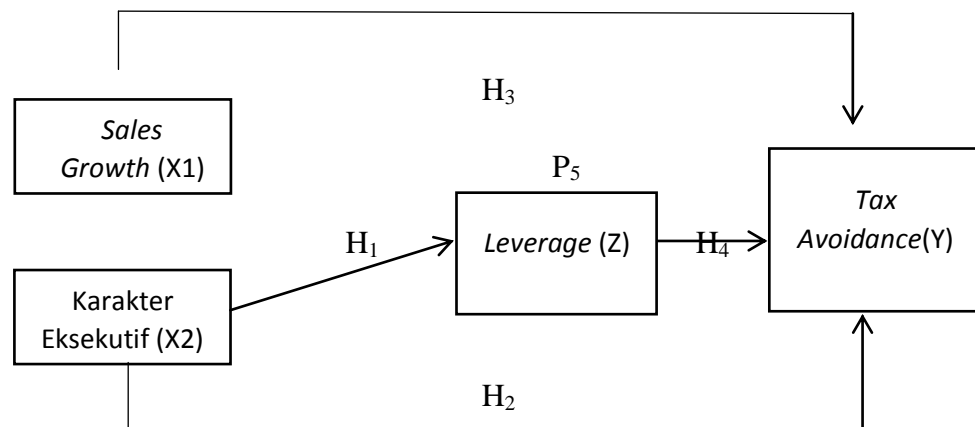 H₃
Sales
Growth (X1)
P₅
Tax
Avoidance(Y)
H₁
Leverage (Z)
H₄
Karakter
Eksekutif (X2)
H₂